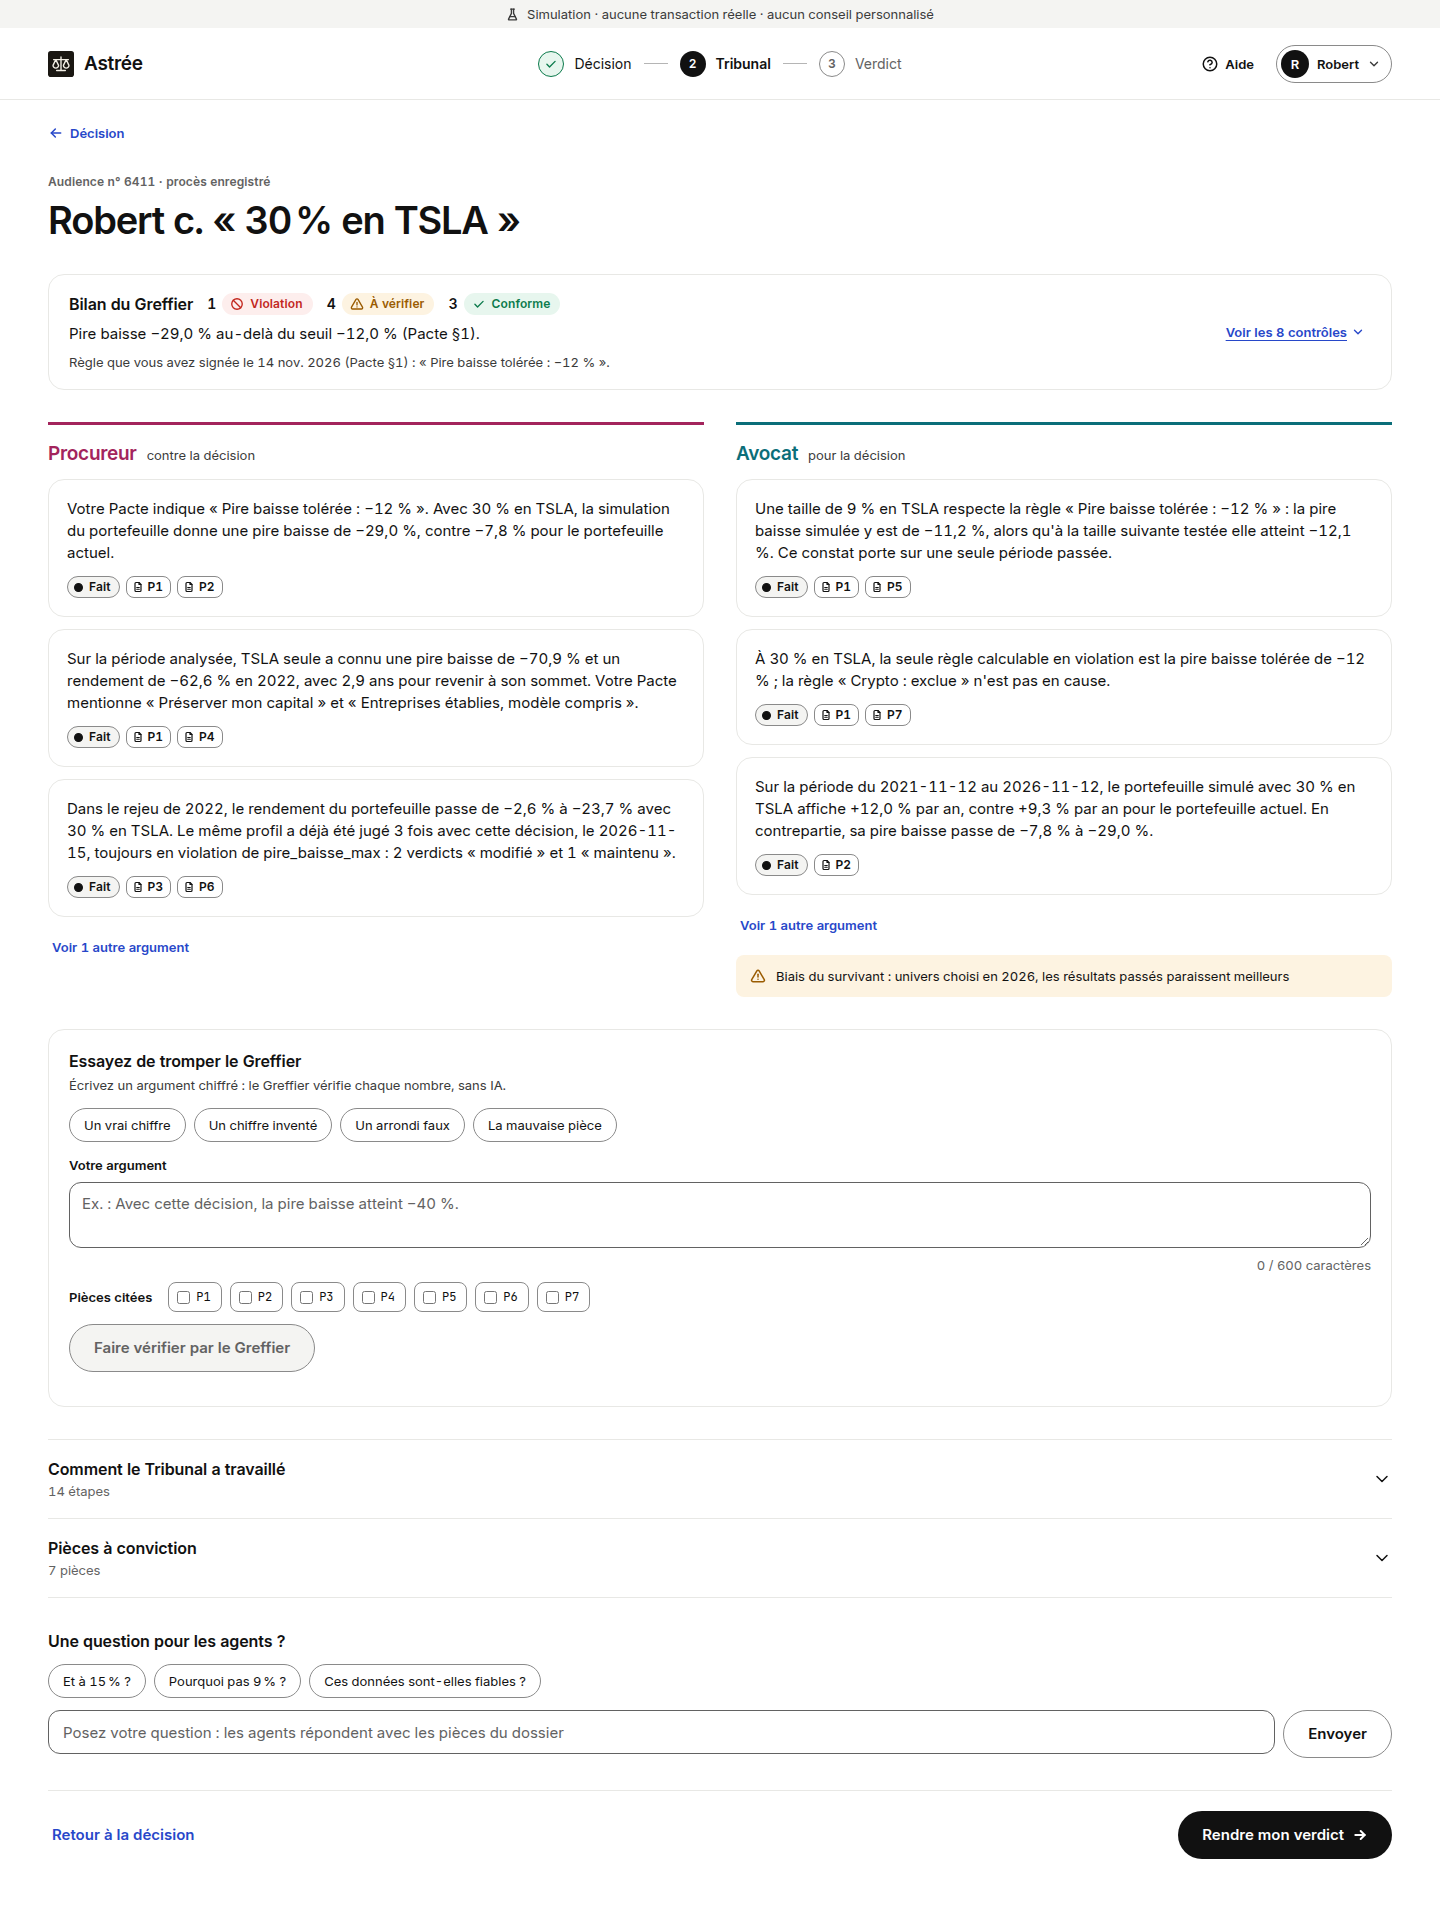 Simulation · aucune transaction réelle · aucun conseil personnalisé
Astrée
Décision
2 Tribunal
3 Verdict
Aide
R Robert
Décision
Audience n° 6411 · procès enregistré
Robert c. « 30 % en TSLA »
Bilan du Greffier 1 Violation 4 À vérifier 3 Conforme
Pire baisse −29,0 % au-delà du seuil −12,0 % (Pacte §1).
Voir les 8 contrôles
Règle que vous avez signée le 14 nov. 2026 (Pacte §1) : « Pire baisse tolérée : −12 % ».
Procureur contre la décision
Votre Pacte indique « Pire baisse tolérée : −12 % ». Avec 30 % en TSLA, la simulation
du portefeuille donne une pire baisse de −29,0 %, contre −7,8 % pour le portefeuille
actuel.
Fait P1 P2
Sur la période analysée, TSLA seule a connu une pire baisse de −70,9 % et un
rendement de −62,6 % en 2022, avec 2,9 ans pour revenir à son sommet. Votre Pacte
mentionne « Préserver mon capital » et « Entreprises établies, modèle compris ».
Fait P1 P4
Dans le rejeu de 2022, le rendement du portefeuille passe de −2,6 % à −23,7 % avec
30 % en TSLA. Le même profil a déjà été jugé 3 fois avec cette décision, le 2026-11-
15, toujours en violation de pire_baisse_max : 2 verdicts « modifié » et 1 « maintenu ».
Fait P3 P6
Voir 1 autre argument
Avocat pour la décision
Une taille de 9 % en TSLA respecte la règle « Pire baisse tolérée : −12 % » : la pire
baisse simulée y est de −11,2 %, alors qu'à la taille suivante testée elle atteint −12,1
%. Ce constat porte sur une seule période passée.
Fait P1 P5
À 30 % en TSLA, la seule règle calculable en violation est la pire baisse tolérée de −12
% ; la règle « Crypto : exclue » n'est pas en cause.
Fait P1 P7
Sur la période du 2021-11-12 au 2026-11-12, le portefeuille simulé avec 30 % en
TSLA affiche +12,0 % par an, contre +9,3 % par an pour le portefeuille actuel. En
contrepartie, sa pire baisse passe de −7,8 % à −29,0 %.
Fait P2
Voir 1 autre argument
Biais du survivant : univers choisi en 2026, les résultats passés paraissent meilleurs
Essayez de tromper le Greffier
Écrivez un argument chiffré : le Greffier vérifie chaque nombre, sans IA.
Un vrai chiffre
Un chiffre inventé
Un arrondi faux
La mauvaise pièce
Votre argument
Ex. : Avec cette décision, la pire baisse atteint −40 %.
0 / 600 caractères
Pièces citées P1 P2 P3 P4 P5 P6 P7
Faire vérifier par le Greffier
Comment le Tribunal a travaillé
14 étapes
Pièces à conviction
7 pièces
Une question pour les agents ?
Et à 15 % ?
Pourquoi pas 9 % ?
Ces données sont-elles fiables ?
Posez votre question : les agents répondent avec les pièces du dossier
Envoyer
Retour à la décision
Rendre mon verdict